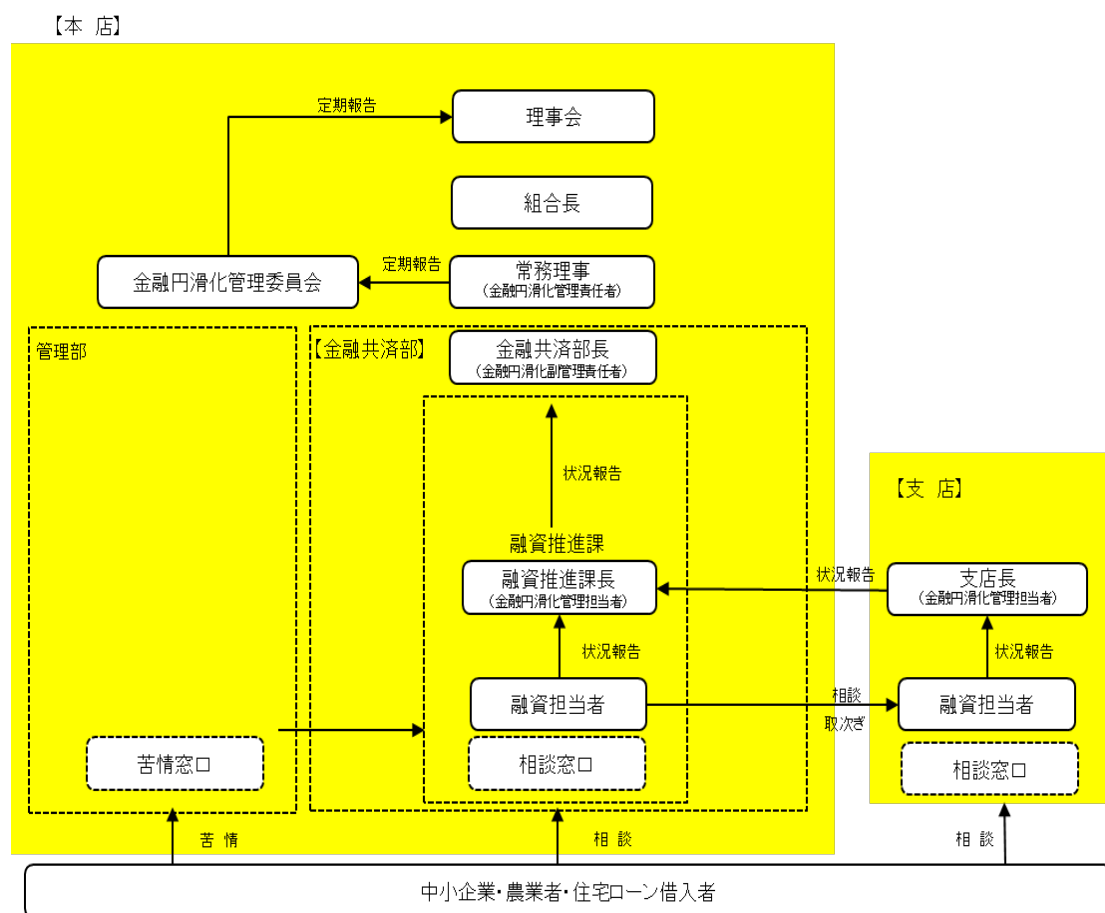 【本 店】
定期報告
理事会
組合長
金融円滑化管理委員会
定期報告
常務理事
(金融円滑化管理責任者)
管理部
【金融共済部】
金融共済部長
(金融円滑化副管理責任者)
状況報告
【支 店】
融資推進課
融資推進課長
(金融円滑化管理担当者)
状況報告
支店長
(金融円滑化管理担当者)
状況報告
状況報告
融資担当者
相談
取次ぎ
融資担当者
苦情窓口
相談窓口
相談窓口
苦 情
相 談
相 談
中小企業・農業者・住宅ローン借入者